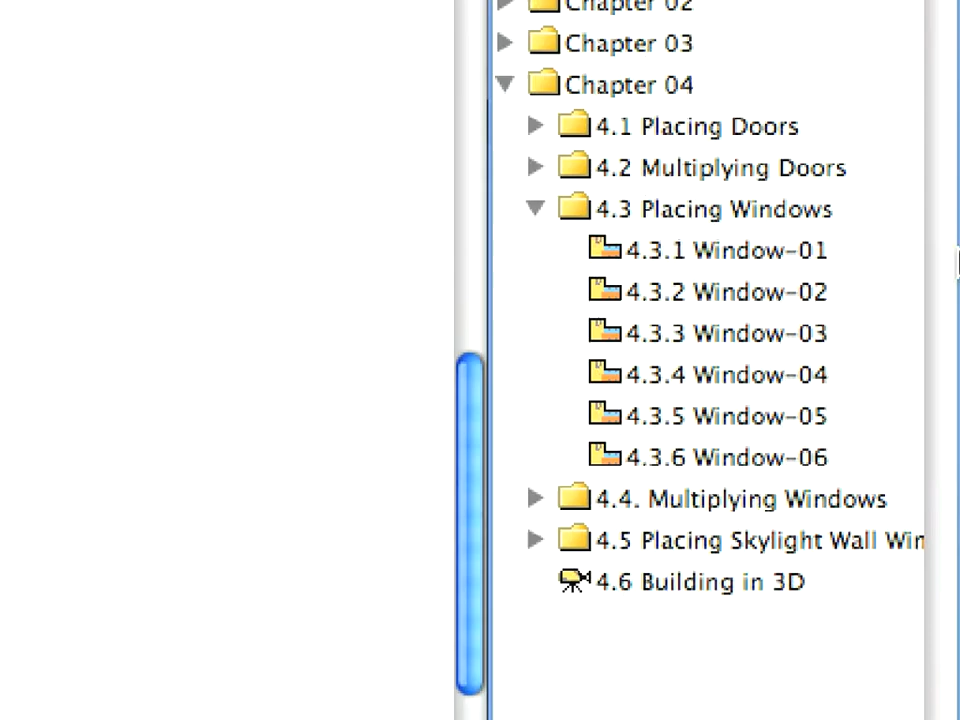 Chapter 02
Chapter 03
Chapter 04
4.1 Placing Doors
4.2 Multiplying Doors
4.3 Placing Windows
4.3.1 Window-01
4.3.2 Window-02
4.3.3 Window-03
4.3.4 Window-04
4.3.5 Window-05
4.3.6 Window-06
4.4. Multiplying Windows
4.5 Placing Skylight Wall Win
4.6 Building in 3D